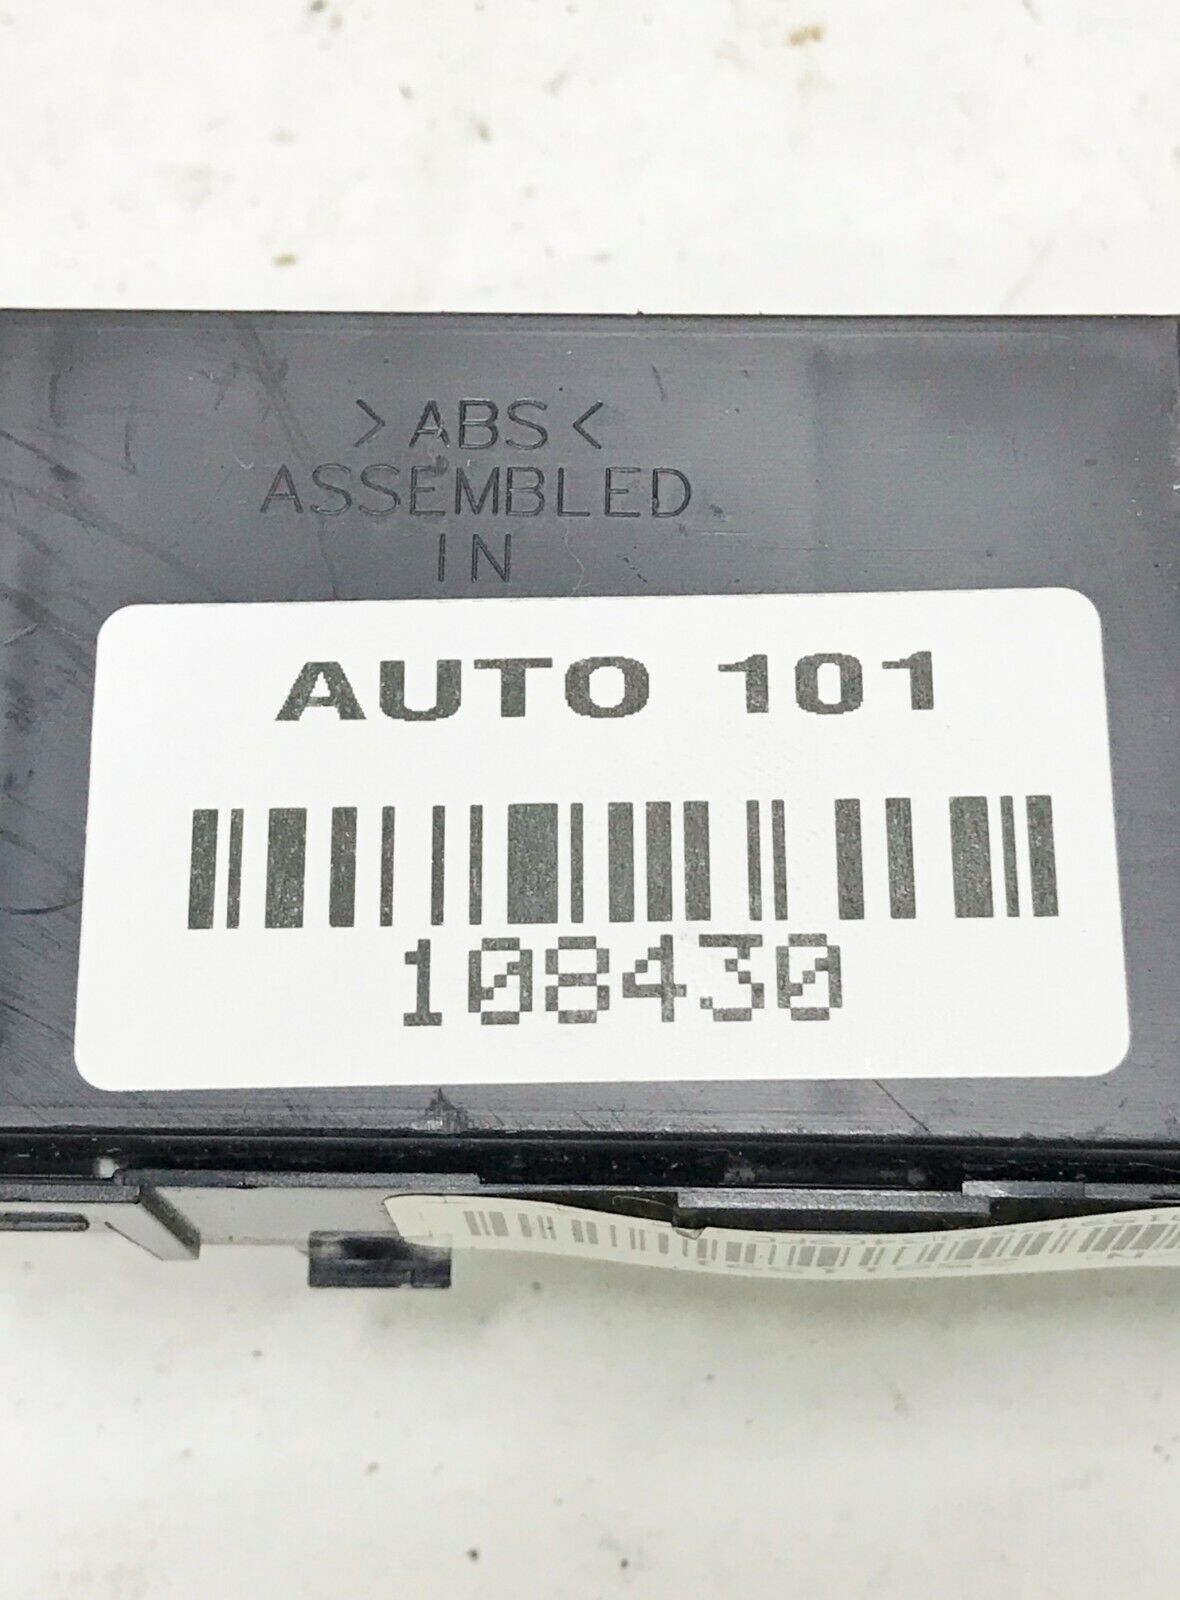 >ABS<
ASSEMBLED
IN
AUTO 101
108430